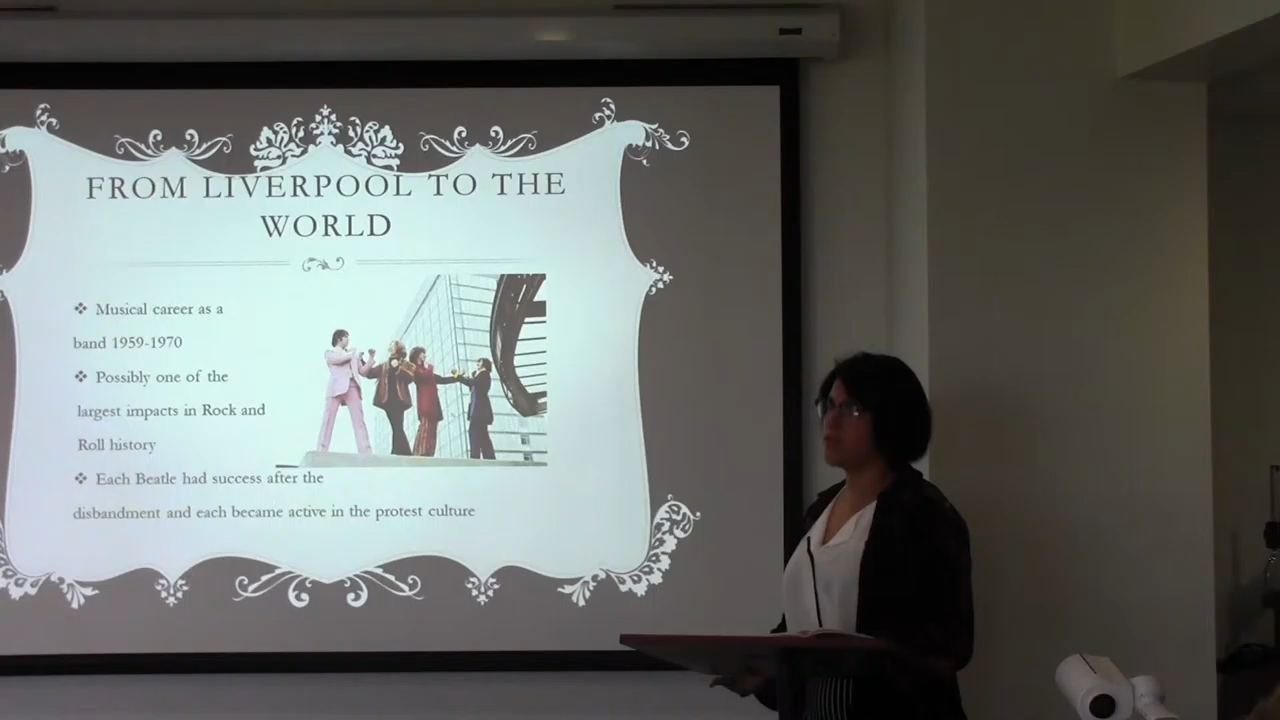 FROM LIVERPOOL TO THE
WORLD
❖ Musical career as a
band 1959-1970
❖ Possibly one of the
largest impacts in Rock and
Roll history
❖ Each Beatle had success after the
disbandment and each became active in the protest culture